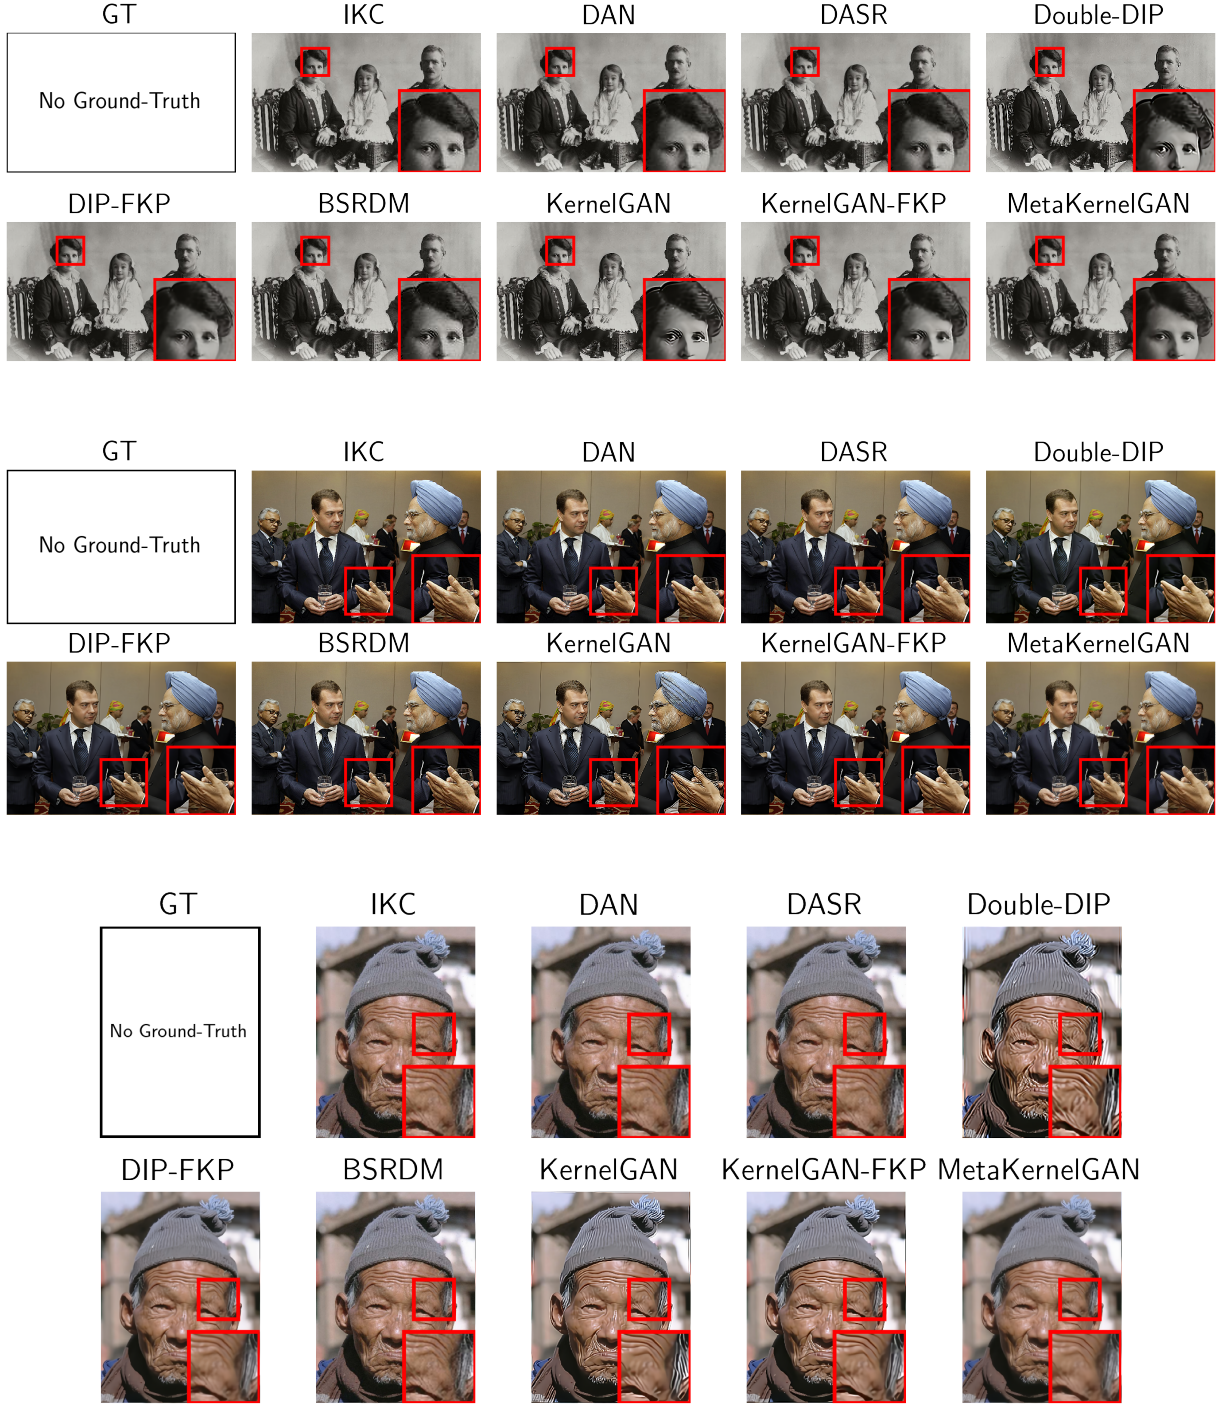 GT IKC DAN DASR Double-DIP
No Ground-Truth
DIP-FKP BSRDM KernelGAN KernelGAN-FKP MetaKernelGAN
GT IKC DAN DASR Double-DIP
No Ground-Truth
DIP-FKP BSRDM KernelGAN KernelGAN-FKP MetaKernelGAN
GT IKC DAN DASR Double-DIP
No Ground-Truth
DIP-FKP BSRDM KernelGAN KernelGAN-FKP MetaKernelGAN